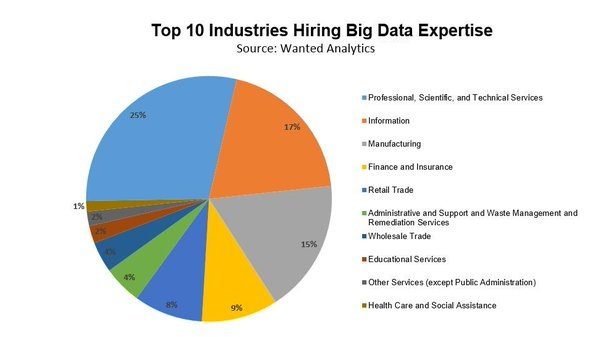 Top 10 Industries Hiring Big Data Expertise
Source: Wanted Analytics
25%
17%
15%
9%
8%
4%
4%
2%
2%
1%
Professional, Scientific, and Technical Services
Information
Manufacturing
Finance and Insurance
Retail Trade
Administrative and Support and Waste Management and
Remediation Services
Wholesale Trade
Educational Services
Other Services (except Public Administration)
Health Care and Social Assistance